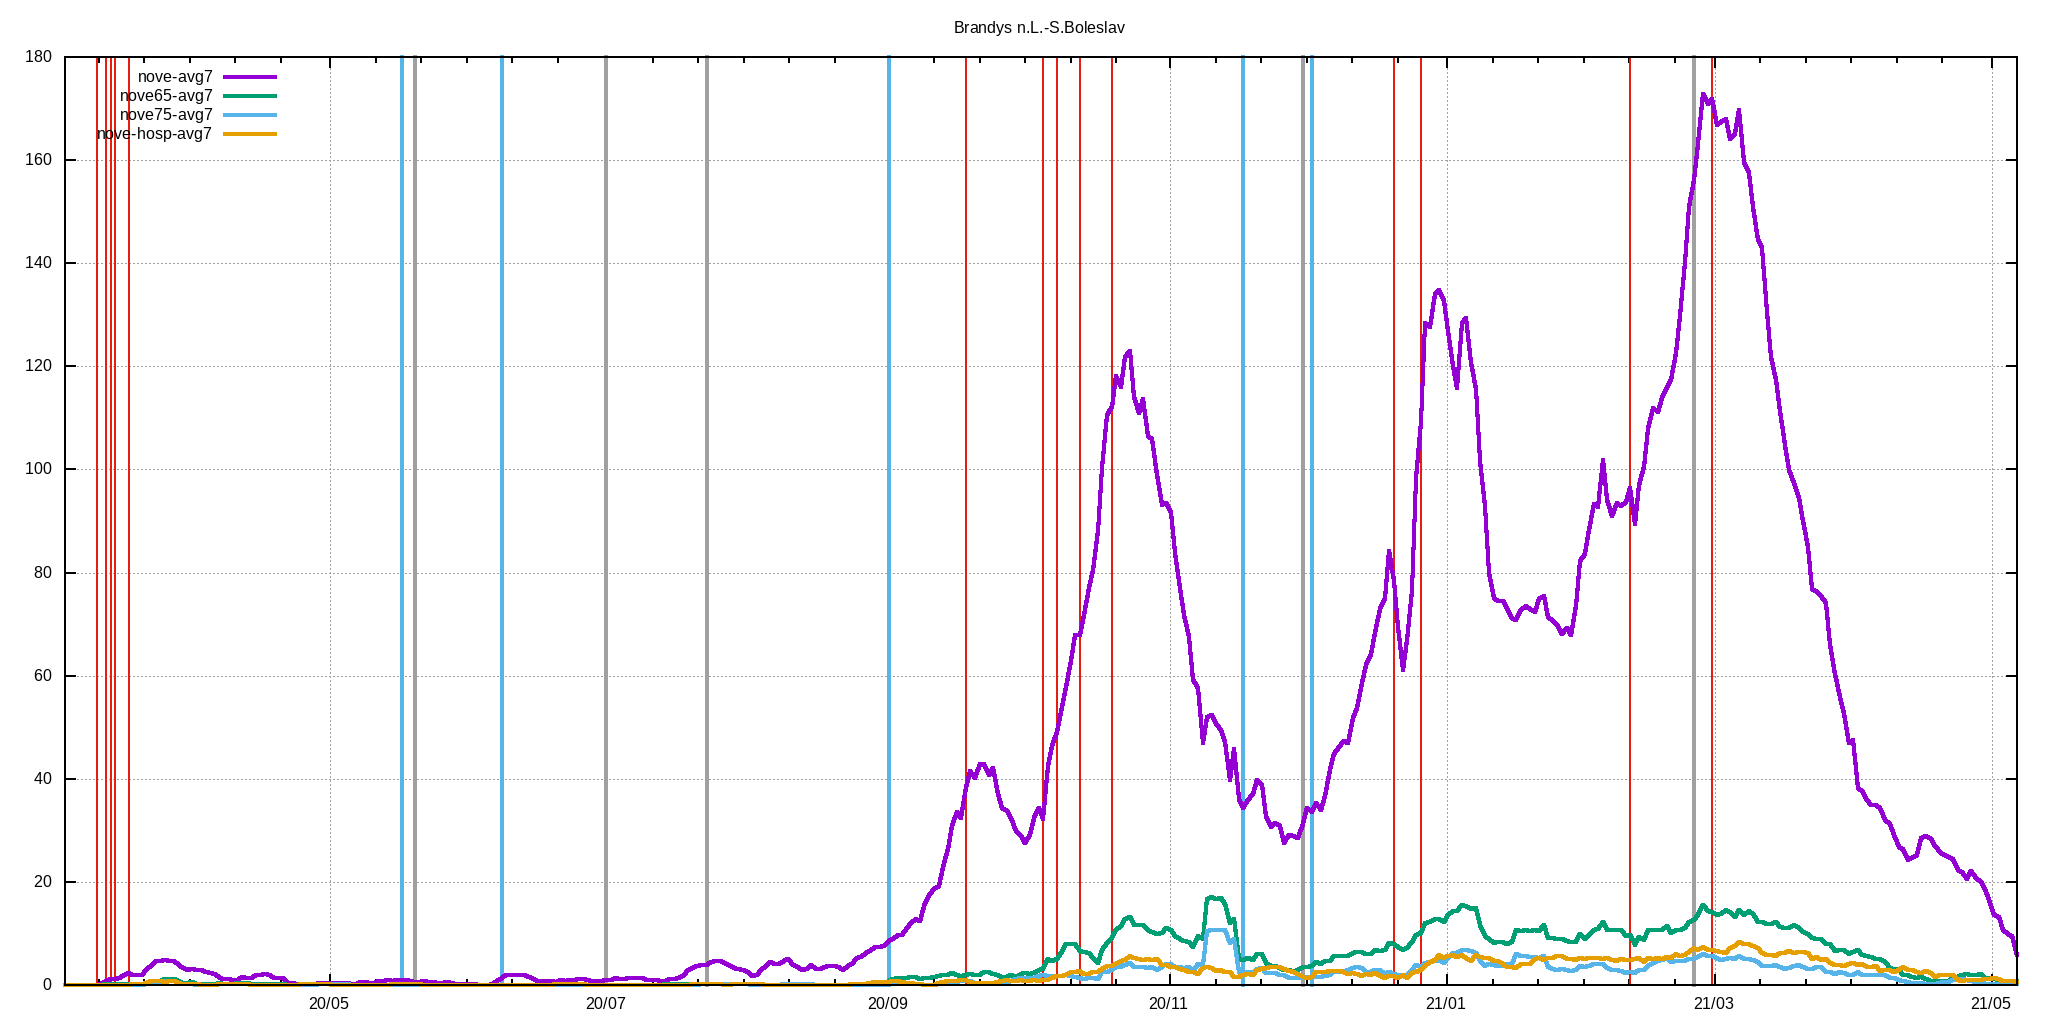 Brandys n.L.-S.Boleslav
180
nove-avg7
nove65-avg7
nove75-avg7
nove-hosp-avg7
160
140
120
100
80
60
40
20
0
20/05 20/07 20/09 20/11 21/01 21/03 21/05